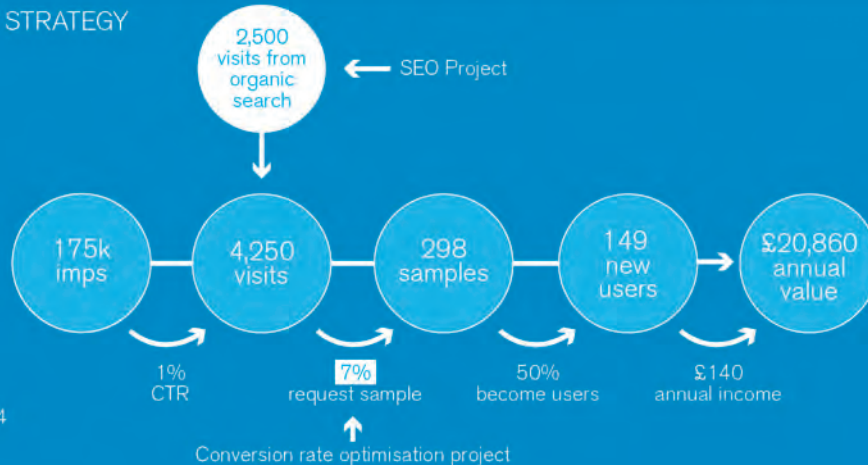 STRATEGY
2,500
visits from
organic
search
SEO Project
175k
imps
4,250
visits
298
samples
149
new
users
£20,860
annual
value
1%
CTR
7%
request sample
50%
become users
£140
annual income
4
Conversion rate optimisation project